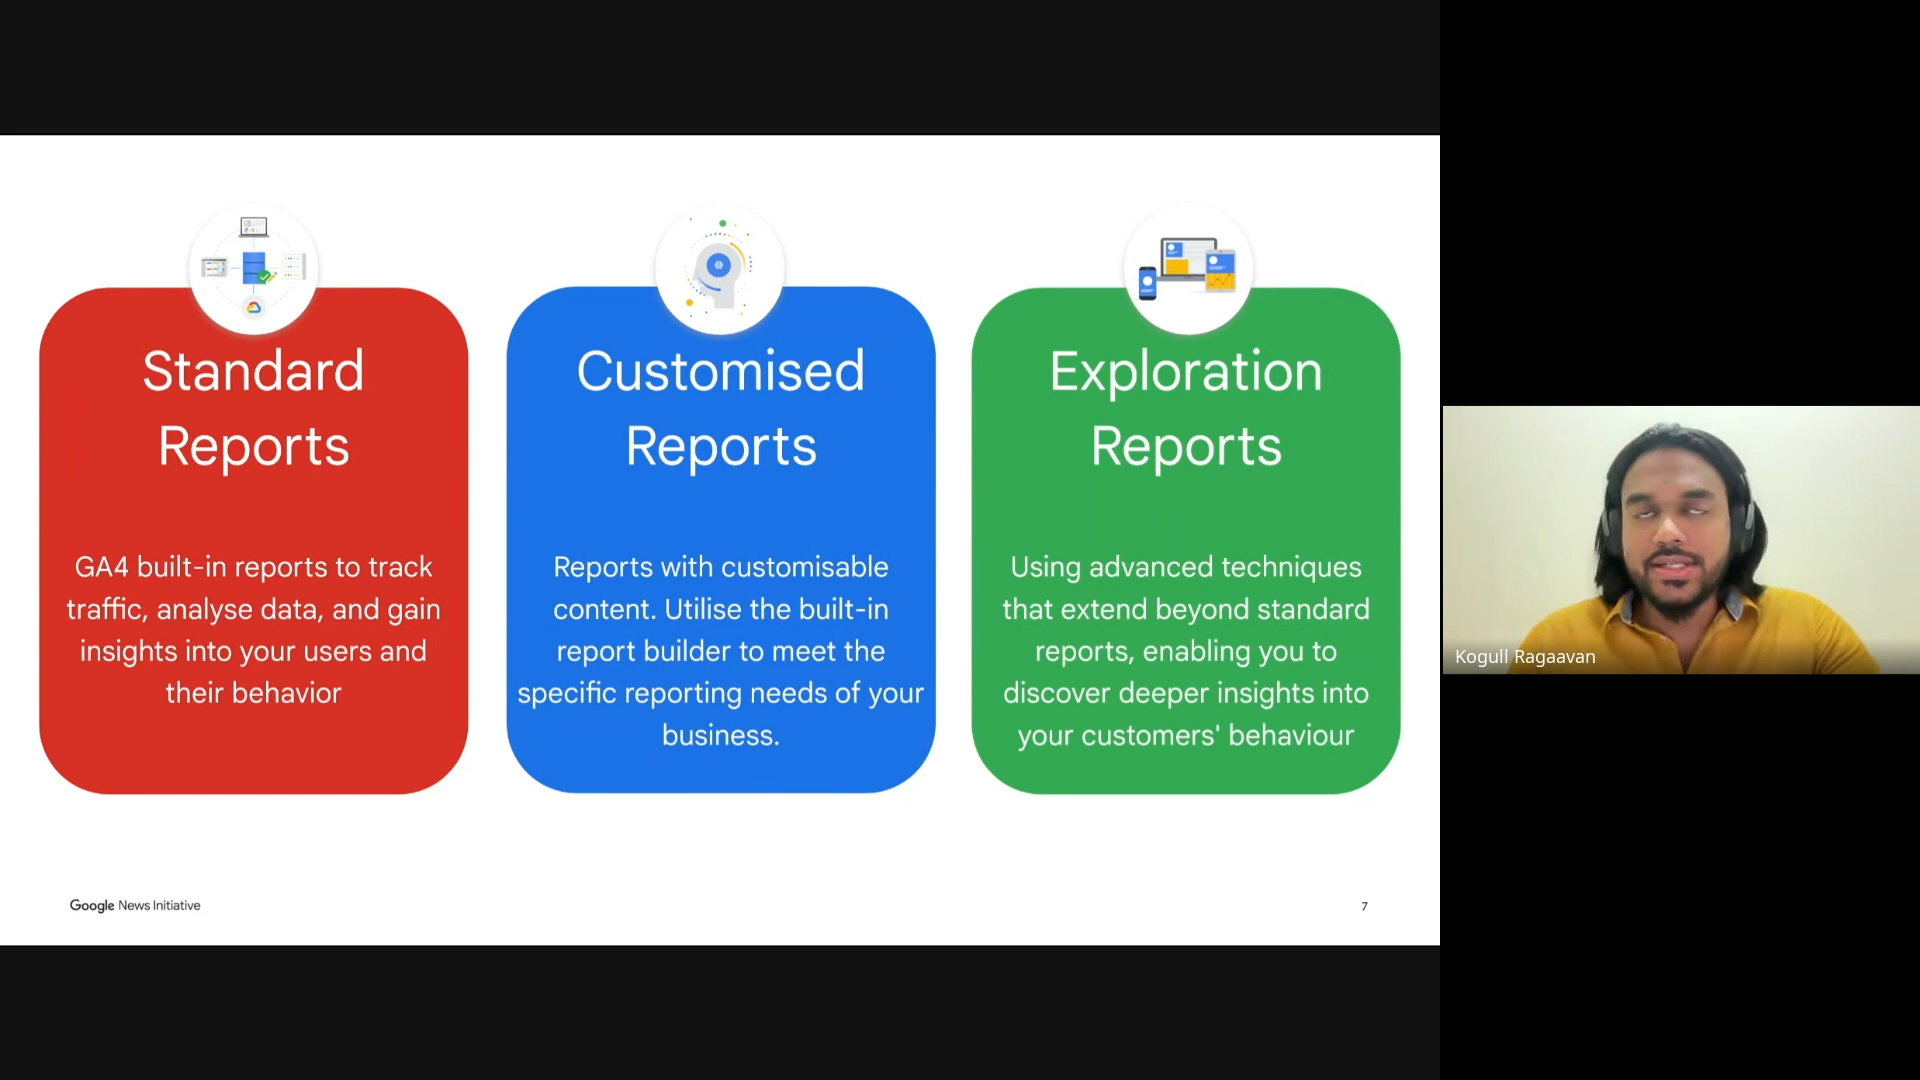 Standard
Reports
GA4 built-in reports to track
traffic, analyse data, and gain
insights into your users and
their behavior
Customised
Reports
Reports with customisable
content. Utilise the built-in
report builder to meet the
specific reporting needs of your
business.
Exploration
Reports
Using advanced techniques
that extend beyond standard
reports, enabling you to
discover deeper insights into
your customers' behaviour
Google News Initiative
7
Kogull Ragaavan